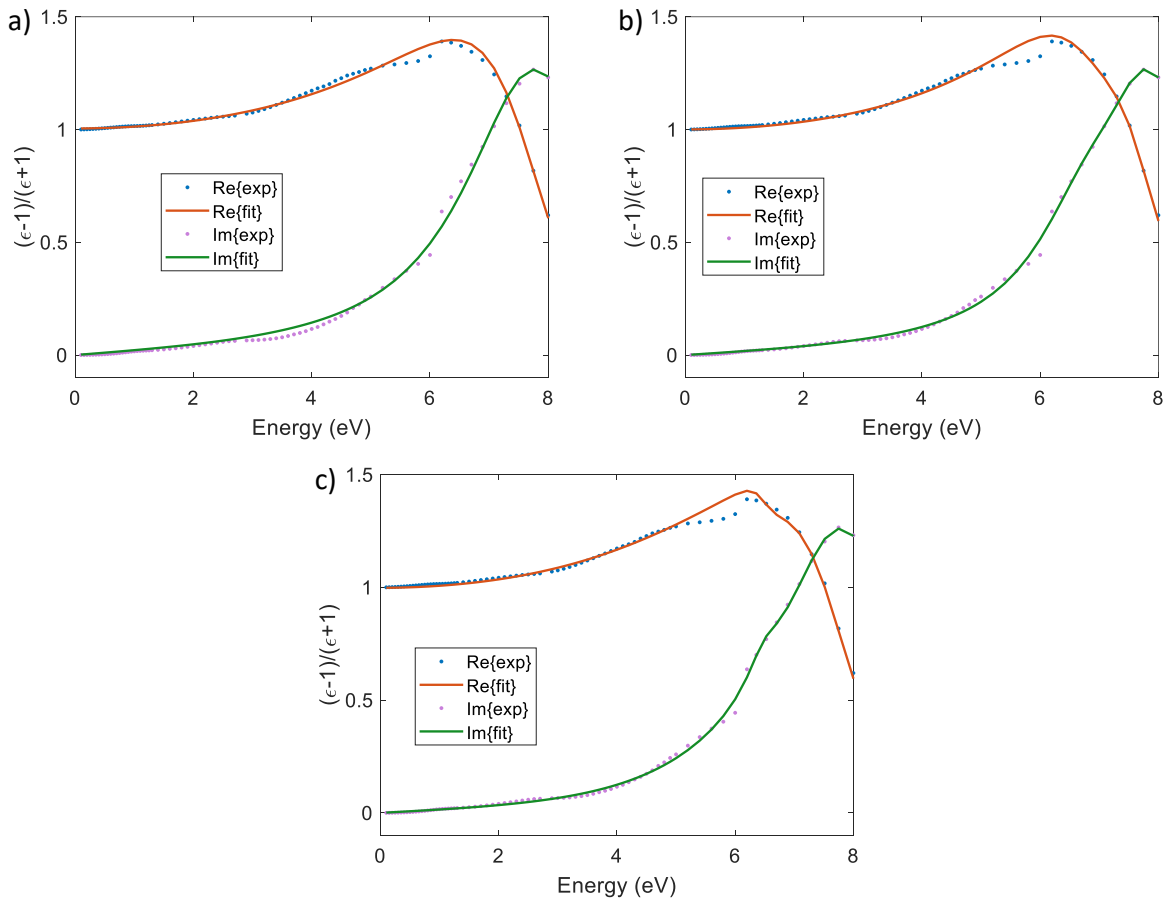 a)
1.5
1
0.5
0
(ϵ-1)/(ϵ+1)
Re{exp}
Re{fit}
Im{exp}
Im{fit}
0 2 4 6 8
Energy (eV)
b)
1.5
1
0.5
0
(ϵ-1)/(ϵ+1)
Re{exp}
Re{fit}
Im{exp}
Im{fit}
0 2 4 6 8
Energy (eV)
c)
1.5
1
0.5
0
(ϵ-1)/(ϵ+1)
Re{exp}
Re{fit}
Im{exp}
Im{fit}
0 2 4 6 8
Energy (eV)